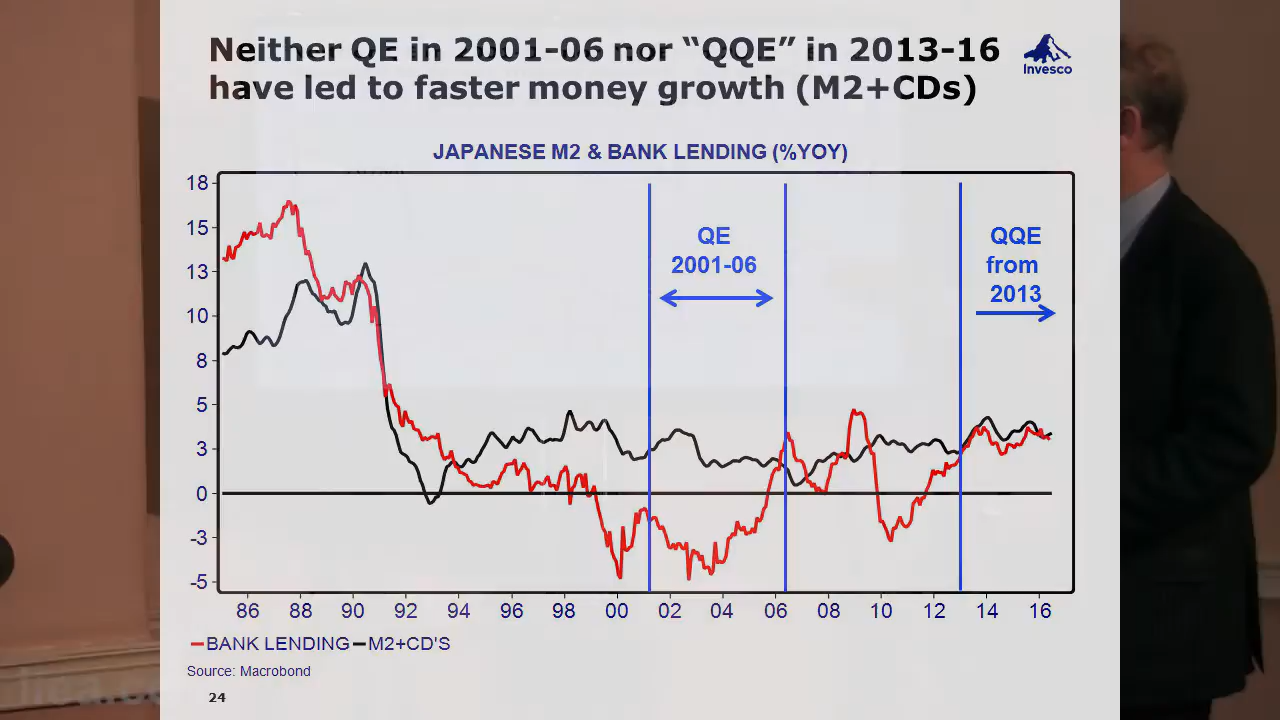 Neither QE in 2001-06 nor “QQE” in 2013-16
have led to faster money growth (M2+CDs)
Invesco
JAPANESE M2 & BANK LENDING (%YOY)
18
15
13
10
8
5
3
0
-3
-5
QE
2001-06
QQE
from
2013
86 88 90 92 94 96 98 00 02 04 06 08 10 12 14 16
BANK LENDING M2+CD'S
Source: Macrobond
24